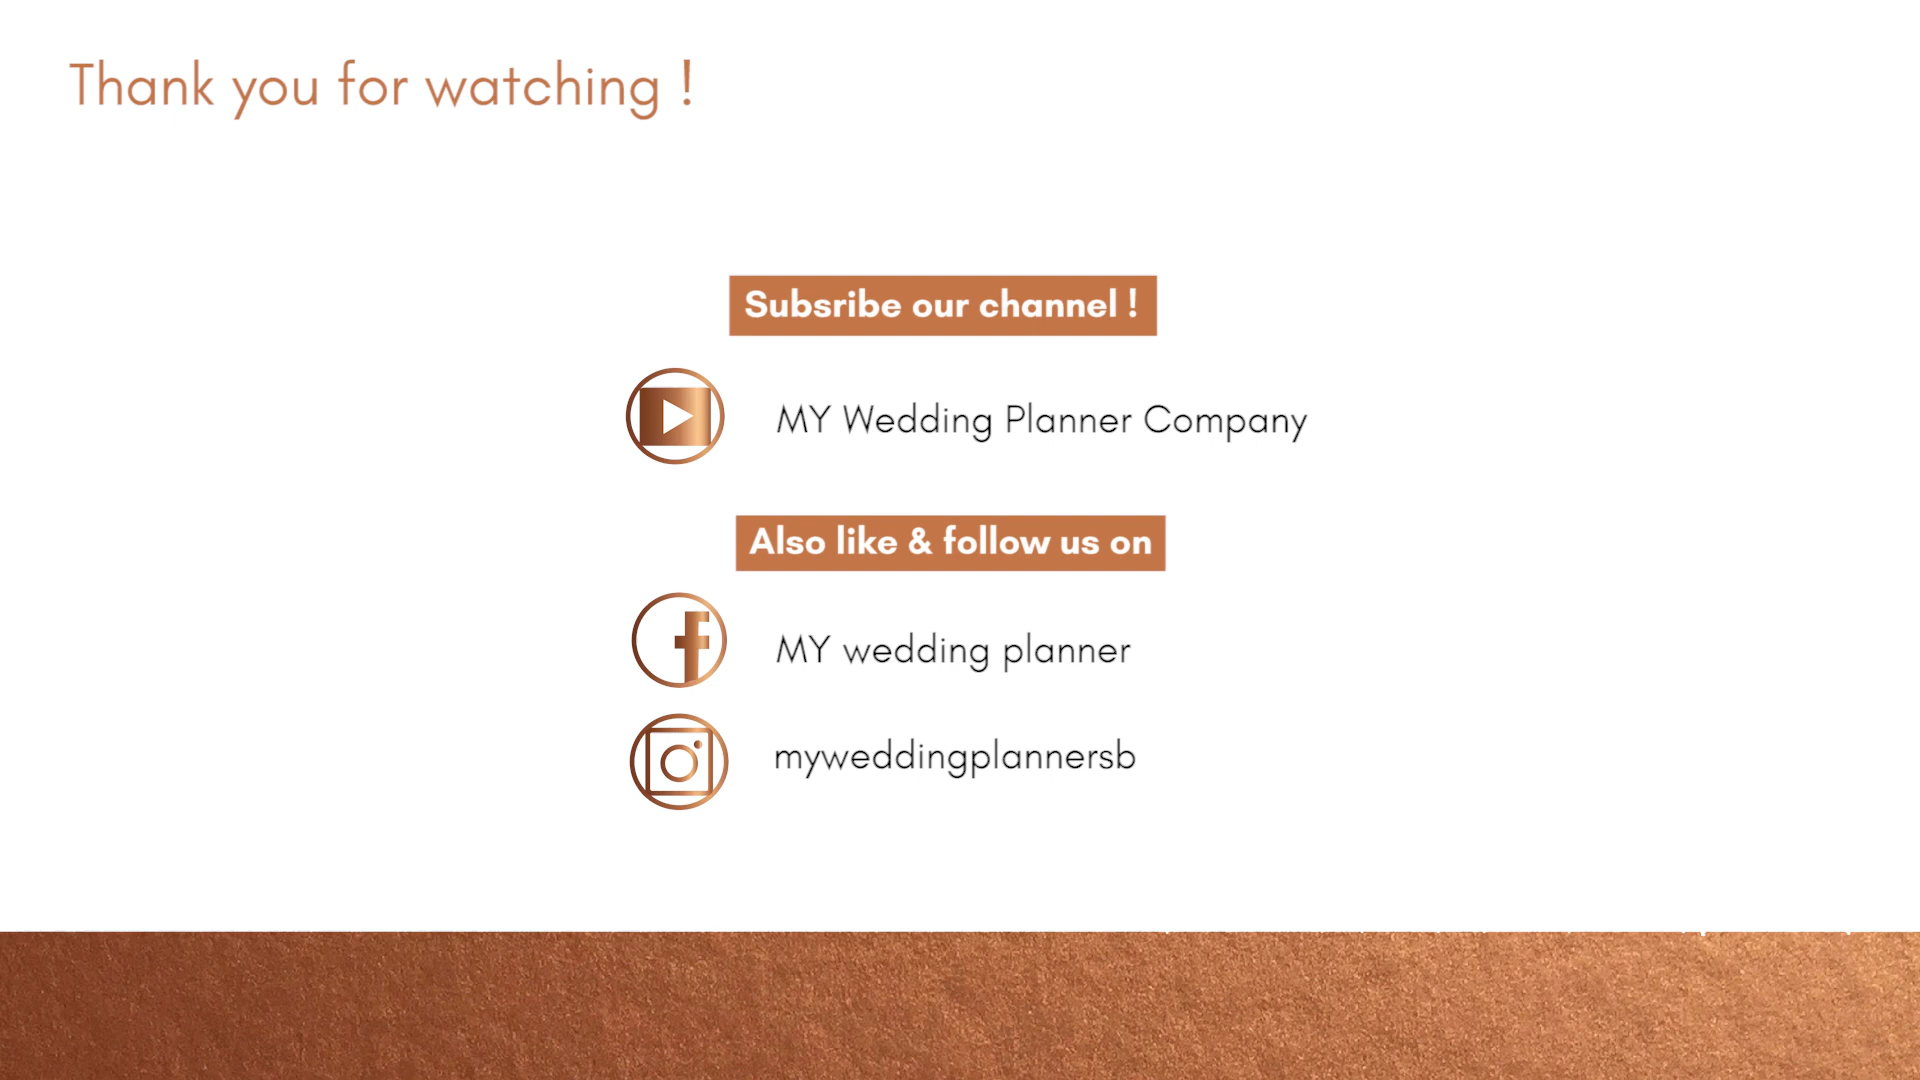 Thank you for watching !
Subsribe our channel !
MY Wedding Planner Company
Also like & follow us on
MY wedding planner
myweddingplannersb